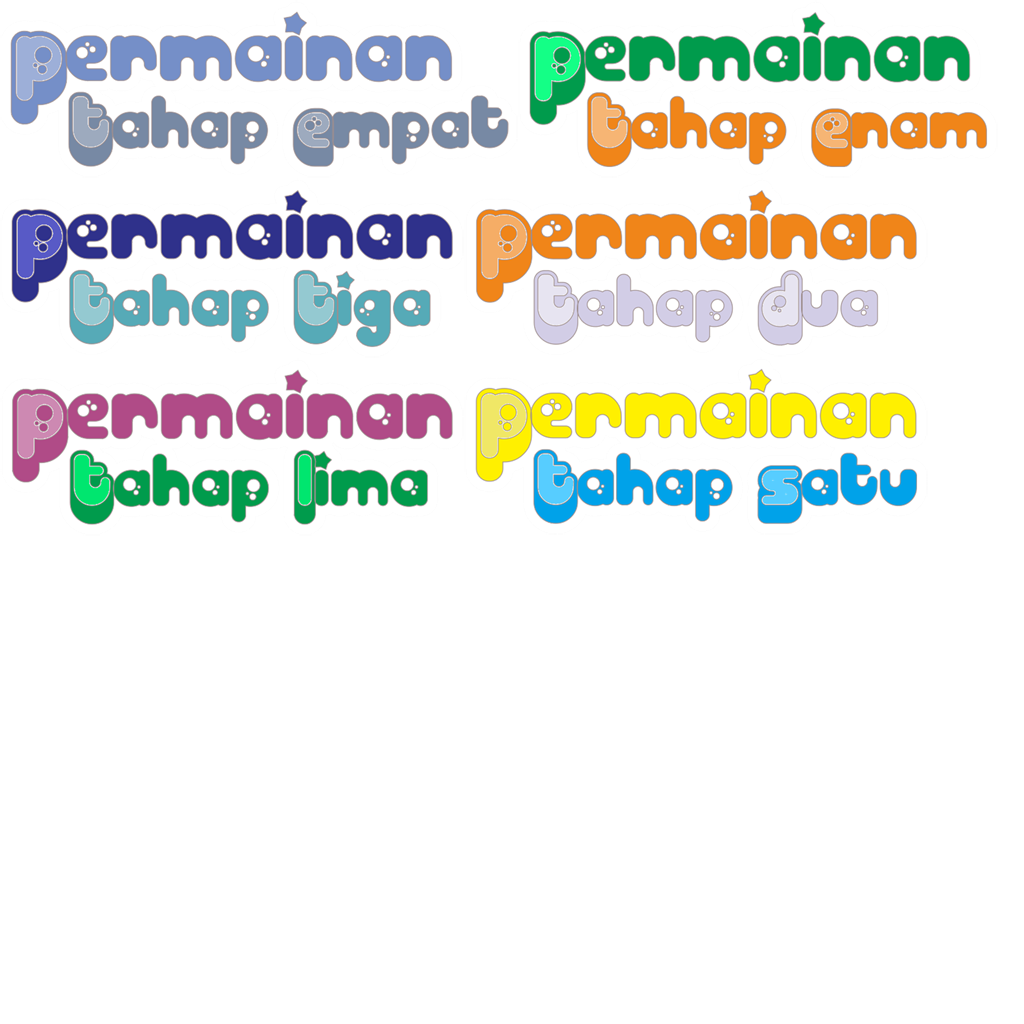 permainan
tahap empat
permainan
tahap enam
permainan
tahap tiga
permainan
tahap dua
permainan
tahap lima
permainan
tahap satu